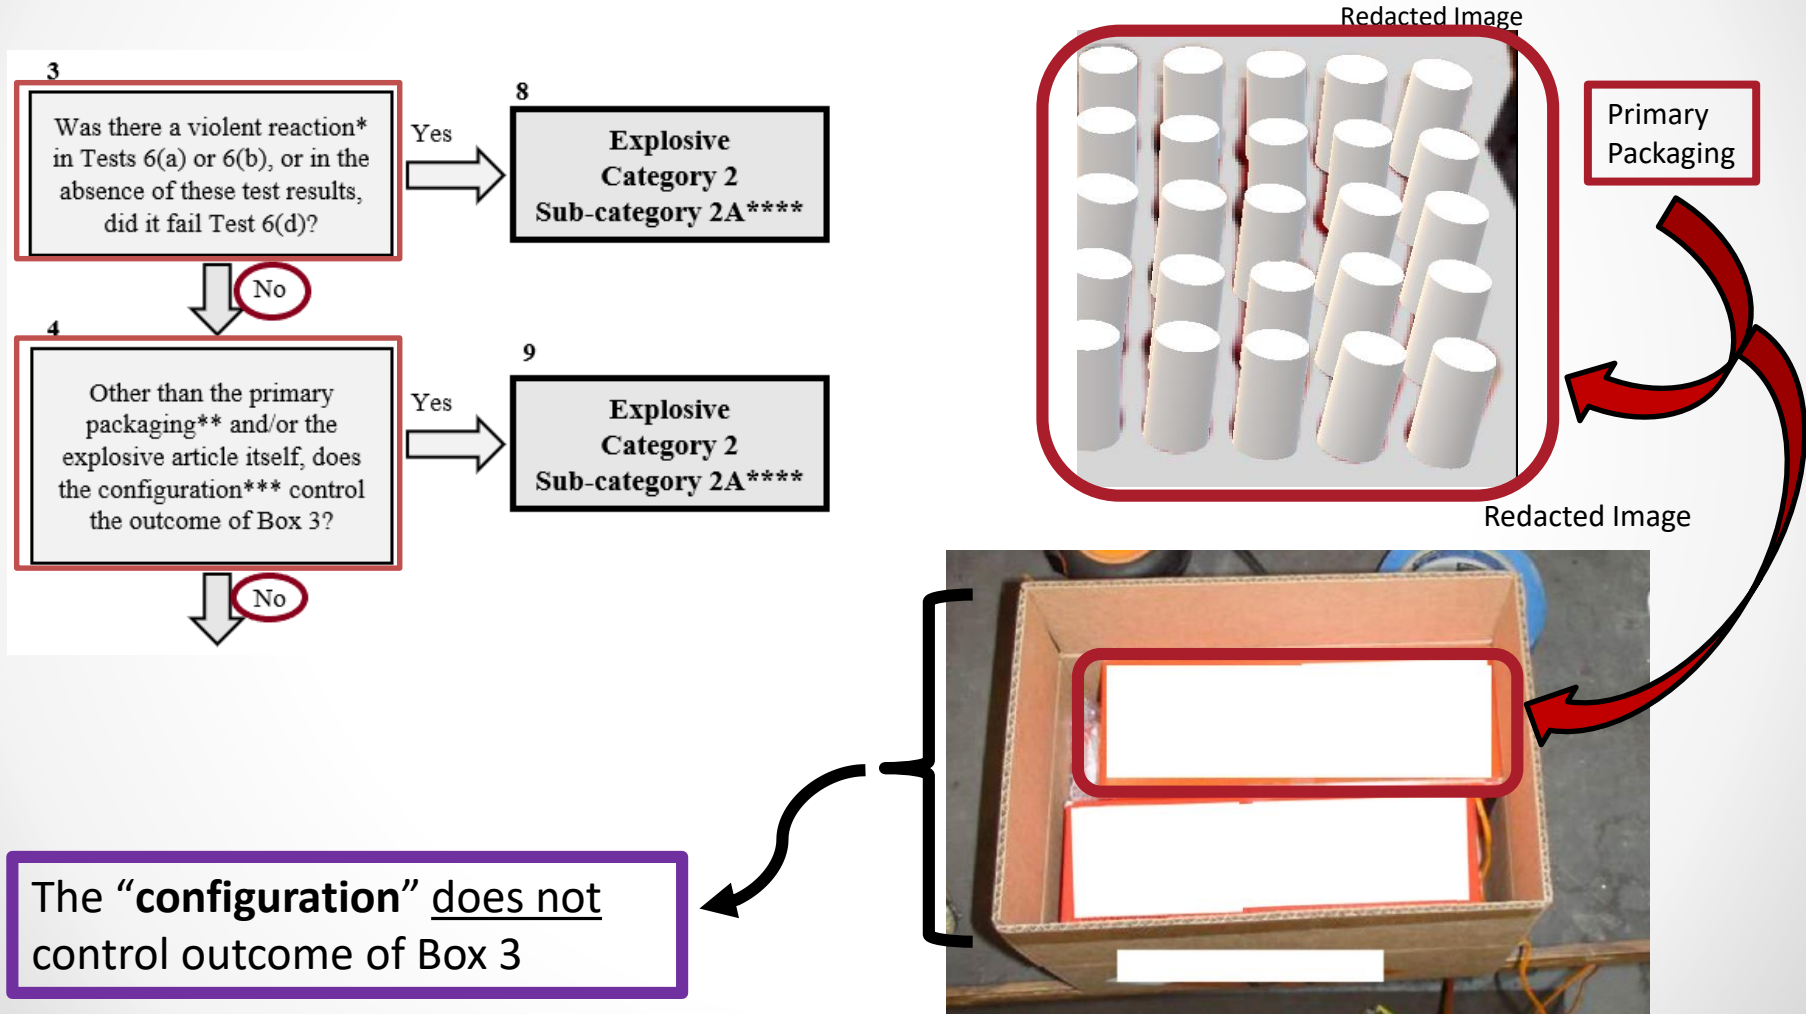 3
Was there a violent reaction*
in Tests 6(a) or 6(b), or in the
absence of these test results,
did it fail Test 6(d)?
Yes
8
Explosive
Category 2
Sub-category 2A****
No
4
Other than the primary
packaging** and/or the
explosive article itself, does
the configuration*** control
the outcome of Box 3?
Yes
9
Explosive
Category 2
Sub-category 2A****
No
Redacted Image
Primary
Packaging
Redacted Image
The “configuration” does not
control outcome of Box 3